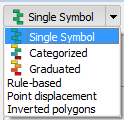 Single Symbol
Single Symbol
Categorized
Graduated
Rule-based
Point displacement
Inverted polygons